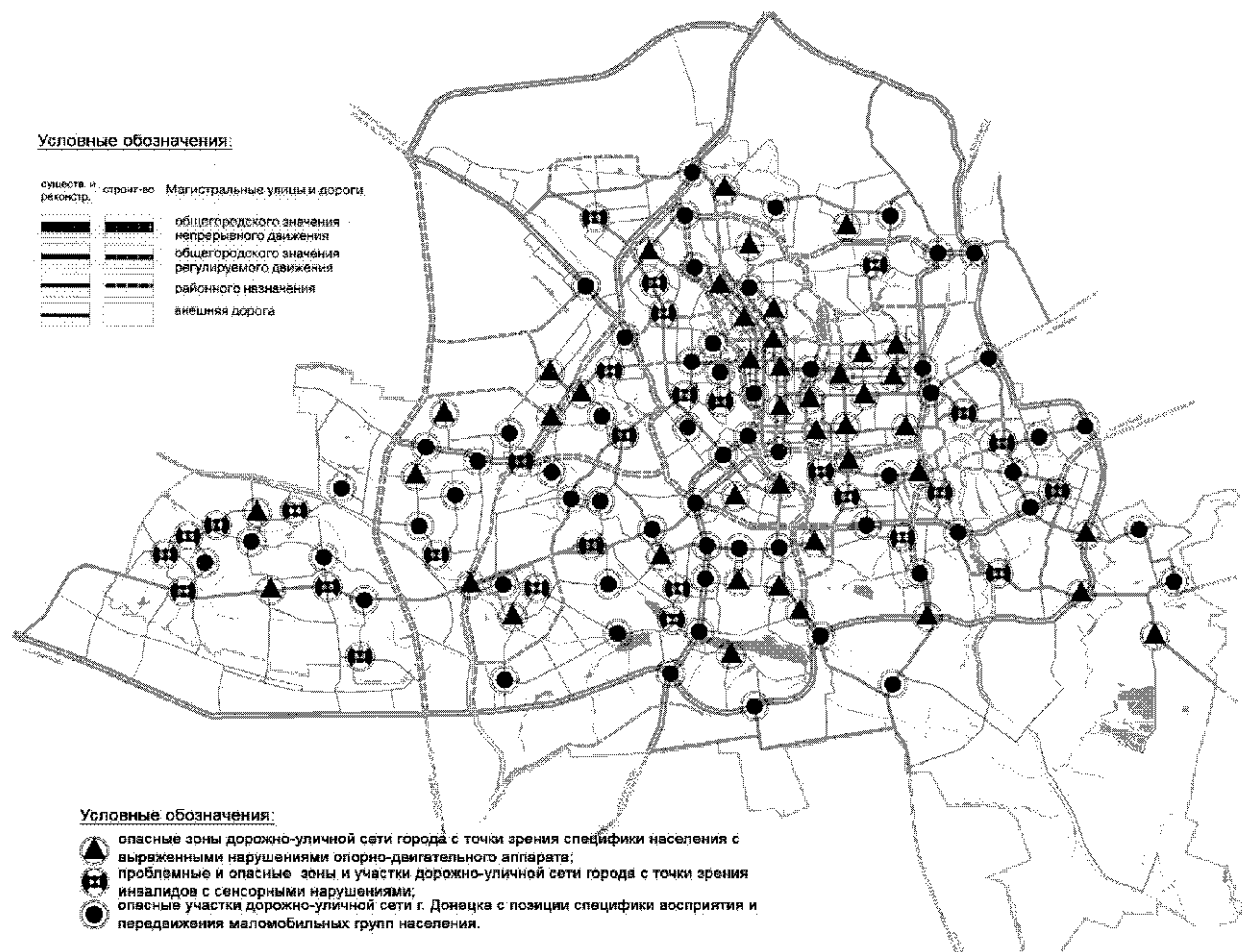 Условные обозначения:
существ. и
реконстр.
строит-во
Магистральные улицы и дороги
общегородского значения
непрерывного движения
общегородского значения
регулируемого движения
районного назначения
внешняя дорога
Условные обозначения:
опасные зоны дорожно-уличной сети города с точки зрения специфики населения с
выраженными нарушениями опорно-двигательного аппарата;
проблемные и опасные зоны и участки дорожно-уличной сети города с точки зрения
инвалидов с сенсорными нарушениями;
опасные участки дорожно-уличной сети г. Донецка с позиции специфики восприятия и
передвижения маломобильных групп населения.